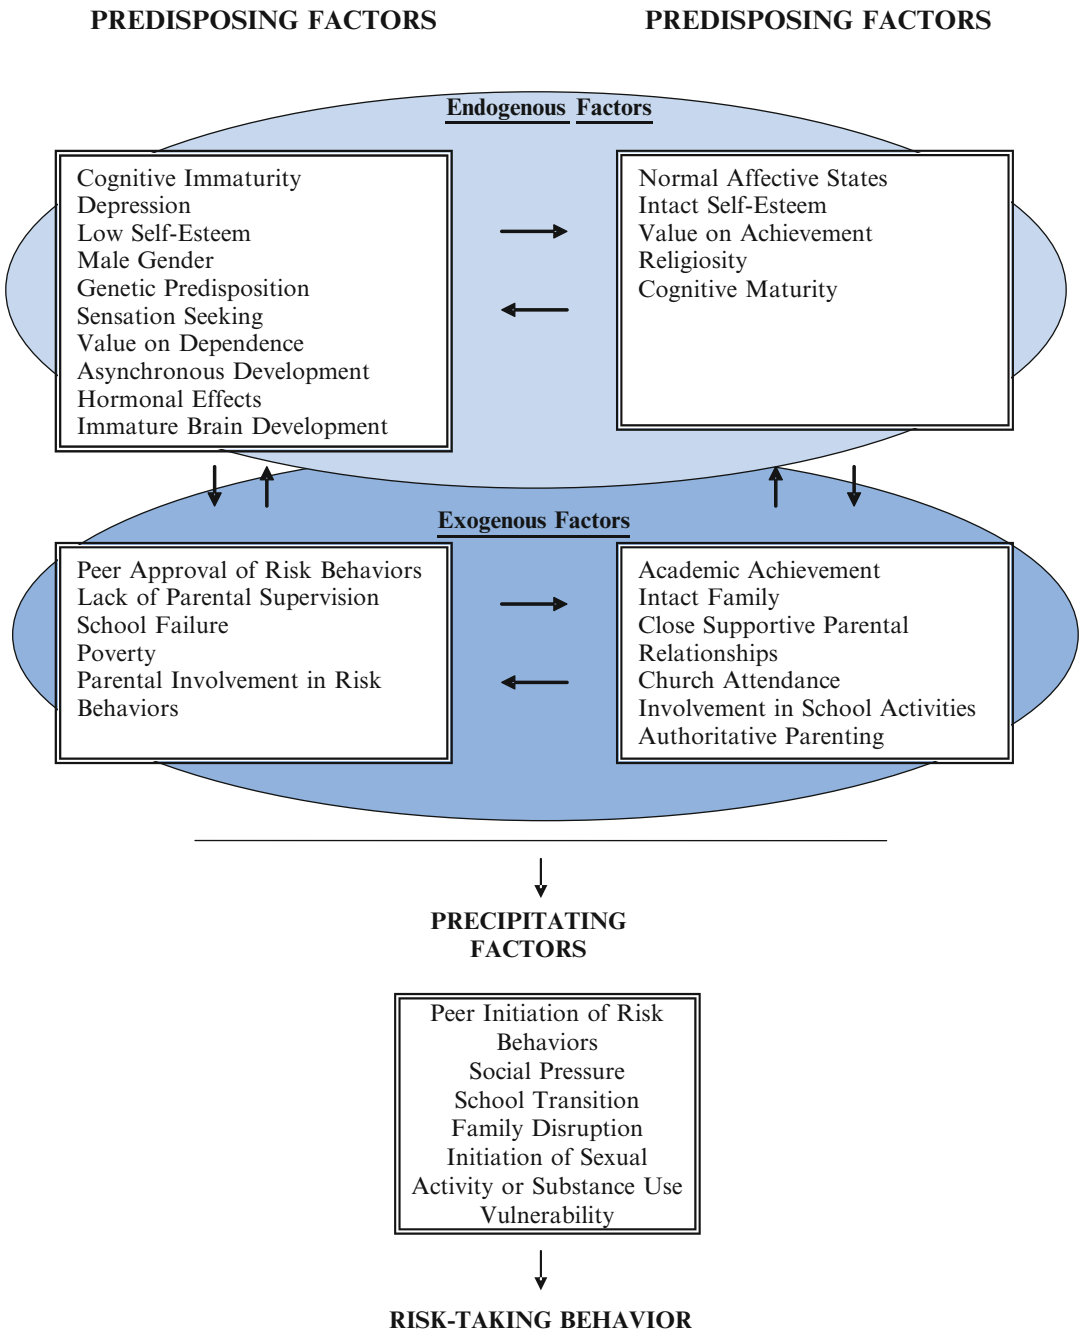 PREDISPOSING FACTORS
PREDISPOSING FACTORS
Endogenous Factors
Cognitive Immaturity
Depression
Low Self-Esteem
Male Gender
Genetic Predisposition
Sensation Seeking
Value on Dependence
Asynchronous Development
Hormonal Effects
Immature Brain Development
Normal Affective States
Intact Self-Esteem
Value on Achievement
Religiosity
Cognitive Maturity
Exogenous Factors
Peer Approval of Risk Behaviors
Lack of Parental Supervision
School Failure
Poverty
Parental Involvement in Risk
Behaviors
Academic Achievement
Intact Family
Close Supportive Parental
Relationships
Church Attendance
Involvement in School Activities
Authoritative Parenting
PRECIPITATING
FACTORS
Peer Initiation of Risk
Behaviors
Social Pressure
School Transition
Family Disruption
Initiation of Sexual
Activity or Substance Use
Vulnerability
RISK-TAKING BEHAVIOR